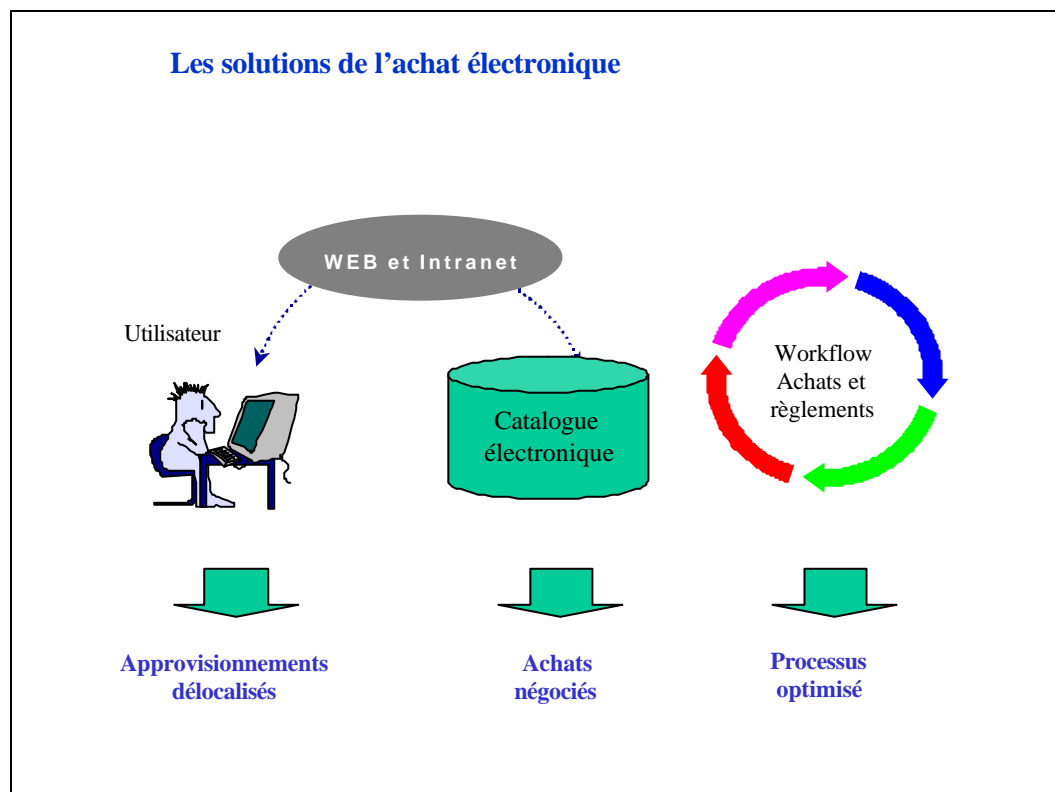 Les solutions de l’achat électronique
WEB et Intranet
Utilisateur
Catalogue
électronique
Workflow
Achats et
règlements
Approvisionnements
délocalisés
Achats
négociés
Processus
optimisé